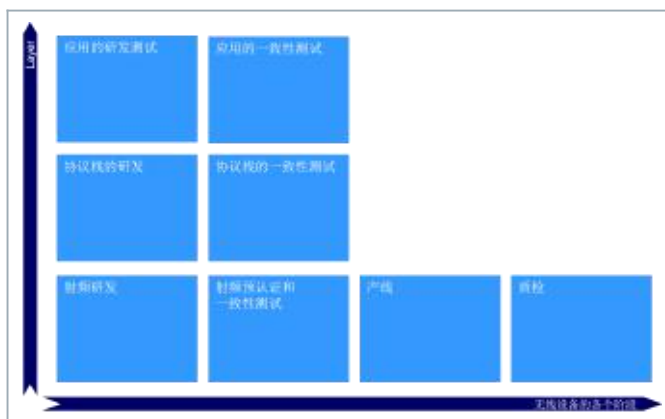 Layer
应用的研发测试
应用的一致性测试
协议栈的研发
协议栈的一致性测试
射频研发
射频预认证和
一致性测试
产线
质检
无线设备的各个阶段